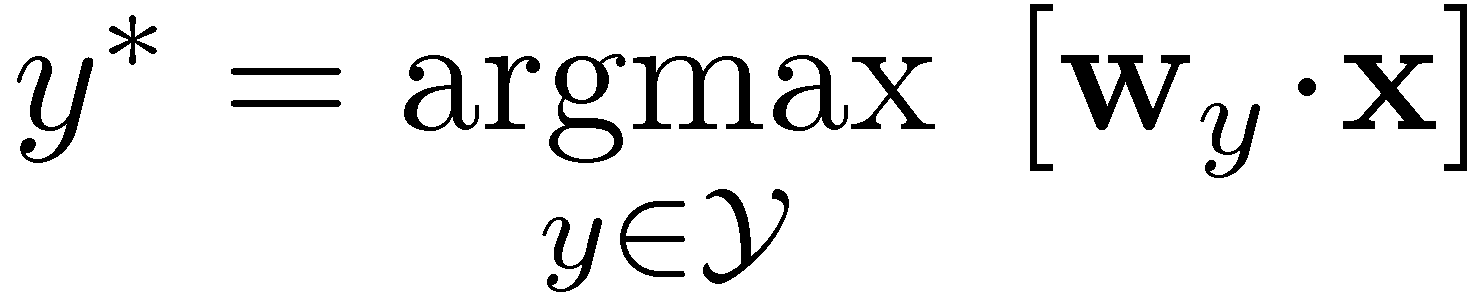 y* = argmax [w_y · x]
y∈𝒴